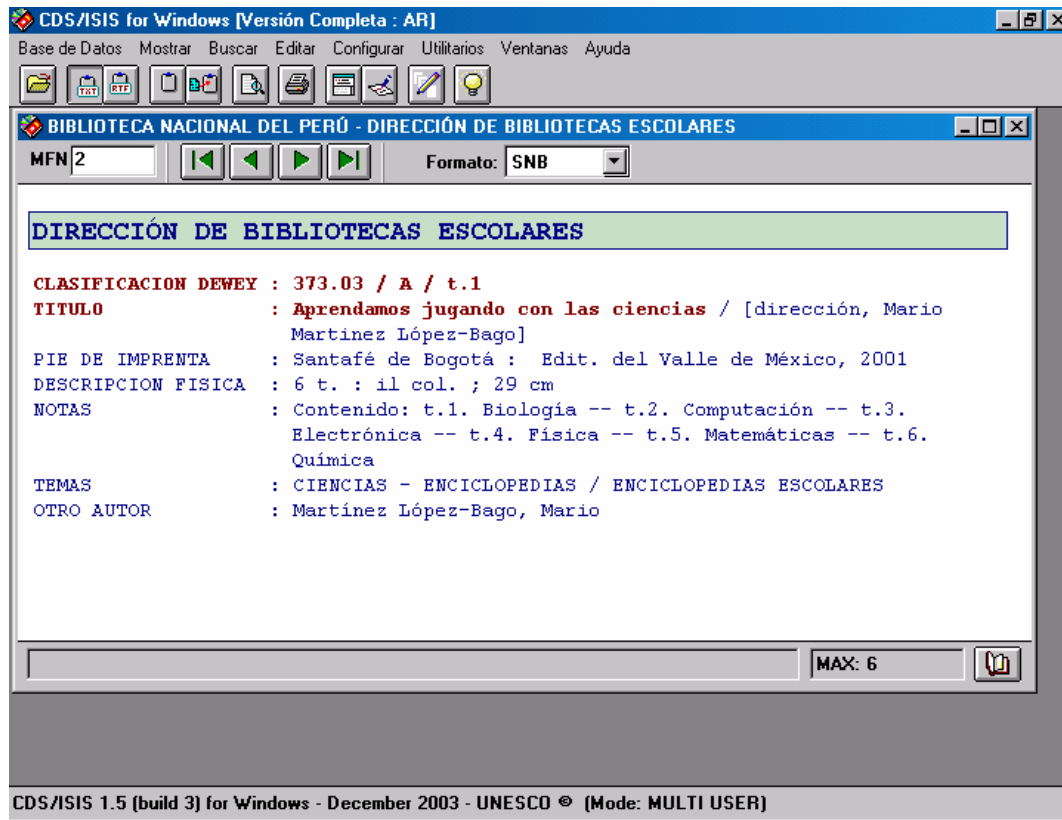 CDS/ISIS for Windows [Versión Completa : AR]
Base de Datos Mostrar Buscar Editar Configurar Utilitarios Ventanas Ayuda
TXT RTF
BIBLIOTECA NACIONAL DEL PERÚ - DIRECCIÓN DE BIBLIOTECAS ESCOLARES
MFN 2 Formato: SNB
DIRECCIÓN DE BIBLIOTECAS ESCOLARES
CLASIFICACION DEWEY : 373.03 / A / t.1
TITULO : Aprendamos jugando con las ciencias / [dirección, Mario
Martinez López-Bago]
PIE DE IMPRENTA : Santafé de Bogotá : Edit. del Valle de México, 2001
DESCRIPCION FISICA : 6 t. : il col. ; 29 cm
NOTAS : Contenido: t.1. Biología -- t.2. Computación -- t.3.
Electrónica -- t.4. Física -- t.5. Matemáticas -- t.6.
Química
TEMAS : CIENCIAS - ENCICLOPEDIAS / ENCICLOPEDIAS ESCOLARES
OTRO AUTOR : Martínez López-Bago, Mario
MAX: 6
CDS/ISIS 1.5 (build 3) for Windows - December 2003 - UNESCO © (Mode: MULTI USER)